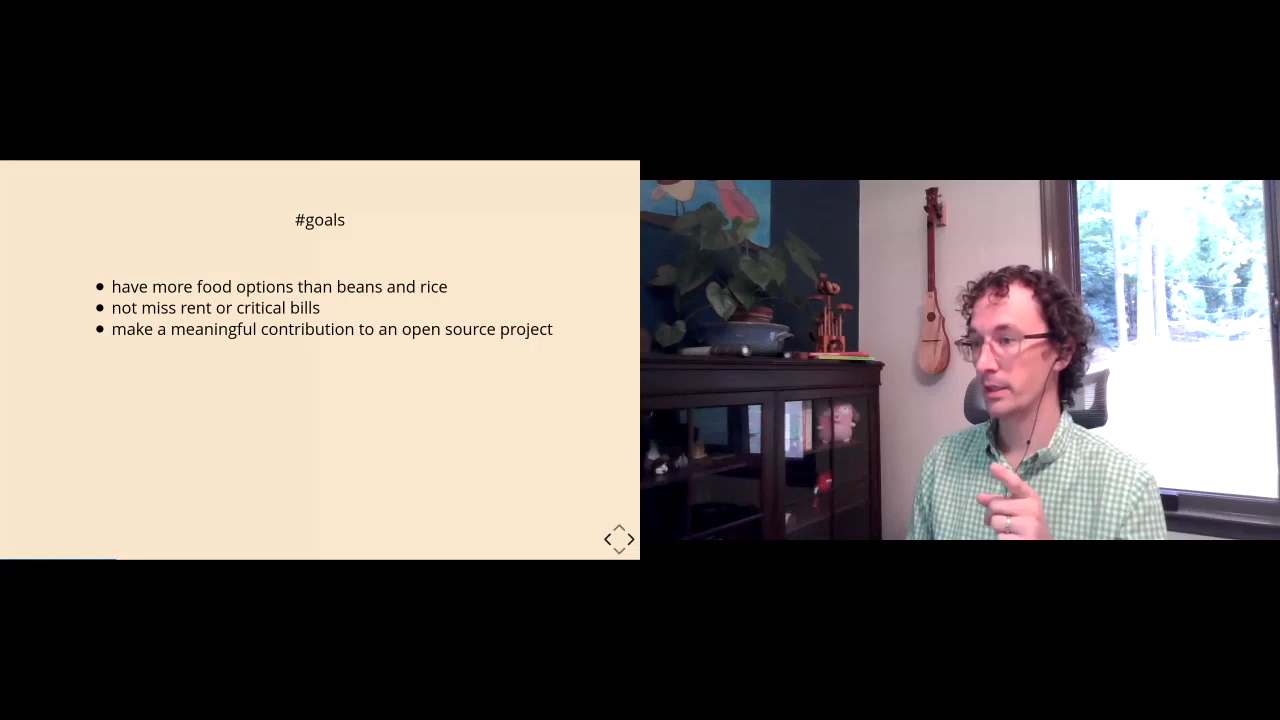 #goals
have more food options than beans and rice
not miss rent or critical bills
make a meaningful contribution to an open source project